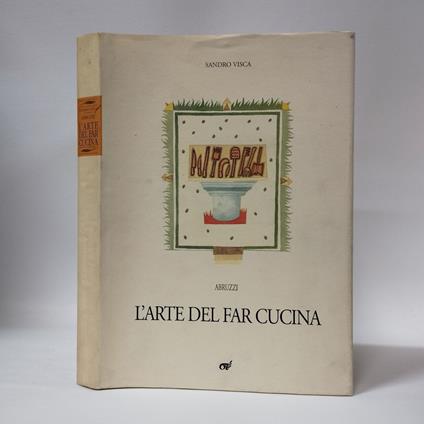 SANDRO VISCA
ABRUZZI
L'ARTE DEL FAR CUCINA
L'ARTE
DEL FAR
CUCINA